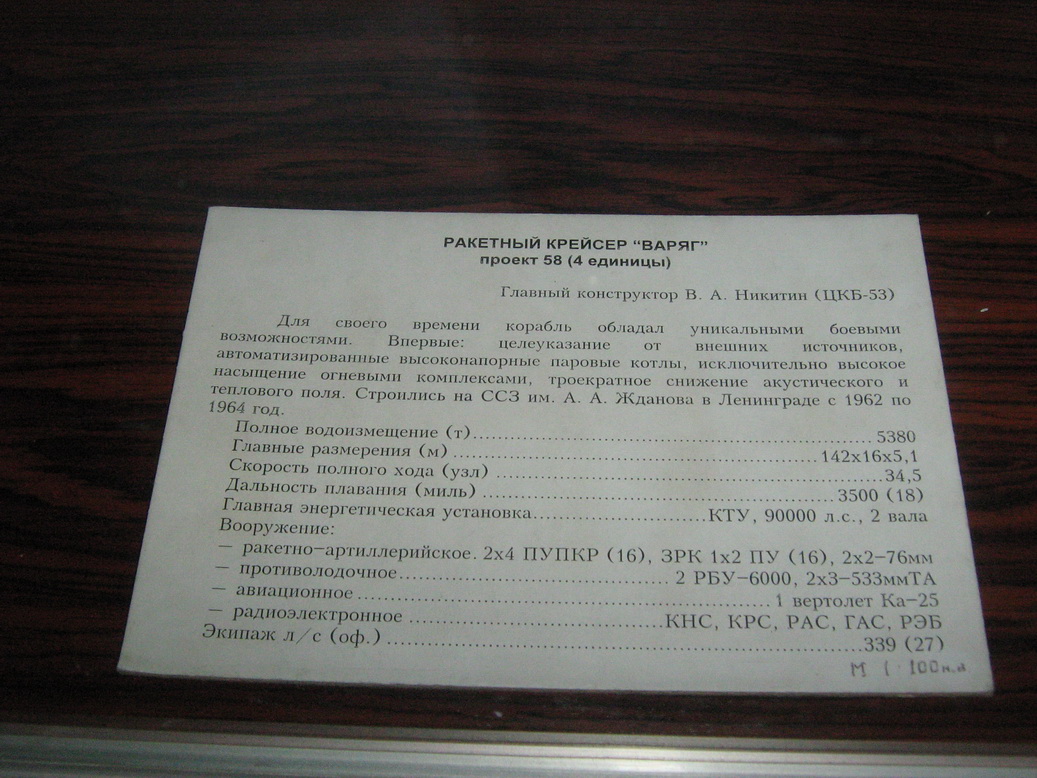 РАКЕТНЫЙ КРЕЙСЕР “ВАРЯГ”
проект 58 (4 единицы)
Главный конструктор В. А. Никитин (ЦКБ-53)
Для своего времени корабль обладал уникальными боевыми
возможностями. Впервые: целеуказание от внешних источников,
автоматизированные высоконапорные паровые котлы, исключительно высокое
насыщение огневыми комплексами, троекратное снижение акустического и
теплового поля. Строились на ССЗ им. А. А. Жданова в Ленинграде с 1962 по
1964 год.
Полное водоизмещение (т)..........5380
Главные размерения (м)..........142х16х5,1
Скорость полного хода (узл)..........34,5
Дальность плавания (миль)..........3500 (18)
Главная энергетическая установка..........КТУ, 90000 л.с., 2 вала
Вооружение:
— ракетно-артиллерийское. 2х4 ПУПКР (16), ЗРК 1х2 ПУ (16), 2х2-76мм
— противолодочное..........2 РБУ-6000, 2х3-533ммТА
— авиационное..........1 вертолет Ка-25
— радиоэлектронное..........КНС, КРС, РАС, ГАС, РЭБ
Экипаж л/с (оф.)..........339 (27)
М 1:100